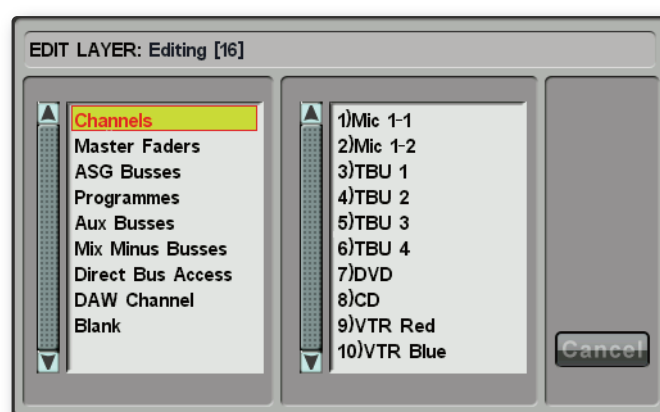 EDIT LAYER: Editing [16]
Channels
Master Faders
ASG Busses
Programmes
Aux Busses
Mix Minus Busses
Direct Bus Access
DAW Channel
Blank
1)Mic 1-1
2)Mic 1-2
3)TBU 1
4)TBU 2
5)TBU 3
6)TBU 4
7)DVD
8)CD
9)VTR Red
10)VTR Blue
Cancel